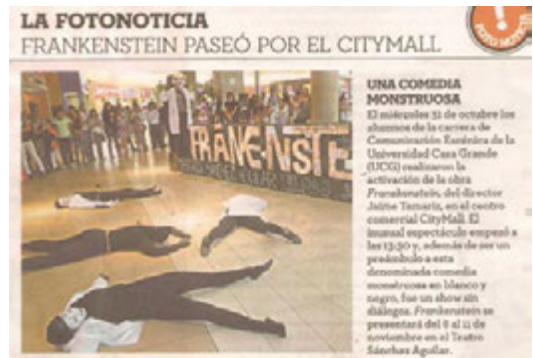 LA FOTONOTICIA
FRANKENSTEIN PASEÓ POR EL CITYMALL
FRANKENSTE
UNA COMEDIA
MONSTRUOSA
El miércoles 31 de octubre los
alumnos de la carrera de
Comunicación Escénica de la
Universidad Casa Grande
(UCG) realizaron la
activación de la obra
Frankenstein, del director
Jaime Tamariz, en el centro
comercial CityMall. El
inusual espectáculo empezó a
las 13:30 y, además de ser un
preámbulo a esta
denominada comedia
monstruosa en blanco y
negro, fue un show sin
diálogos. Frankenstein se
presentará del 8 al 11 de
noviembre en el Teatro
Sánchez Aguilar.